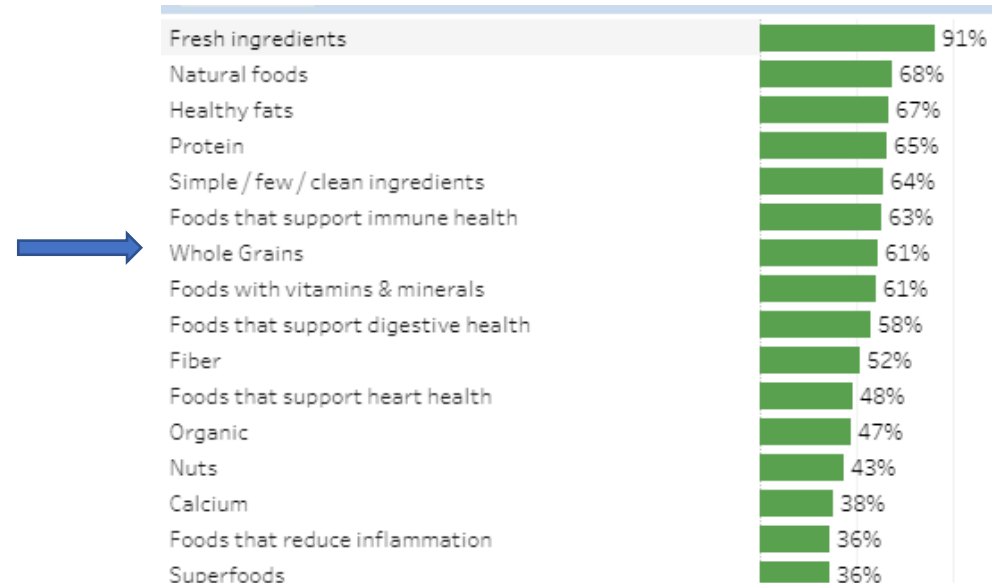 Fresh ingredients 91%
Natural foods 68%
Healthy fats 67%
Protein 65%
Simple / few / clean ingredients 64%
Foods that support immune health 63%
Whole Grains 61%
Foods with vitamins & minerals 61%
Foods that support digestive health 58%
Fiber 52%
Foods that support heart health 48%
Organic 47%
Nuts 43%
Calcium 38%
Foods that reduce inflammation 36%
Superfoods 36%